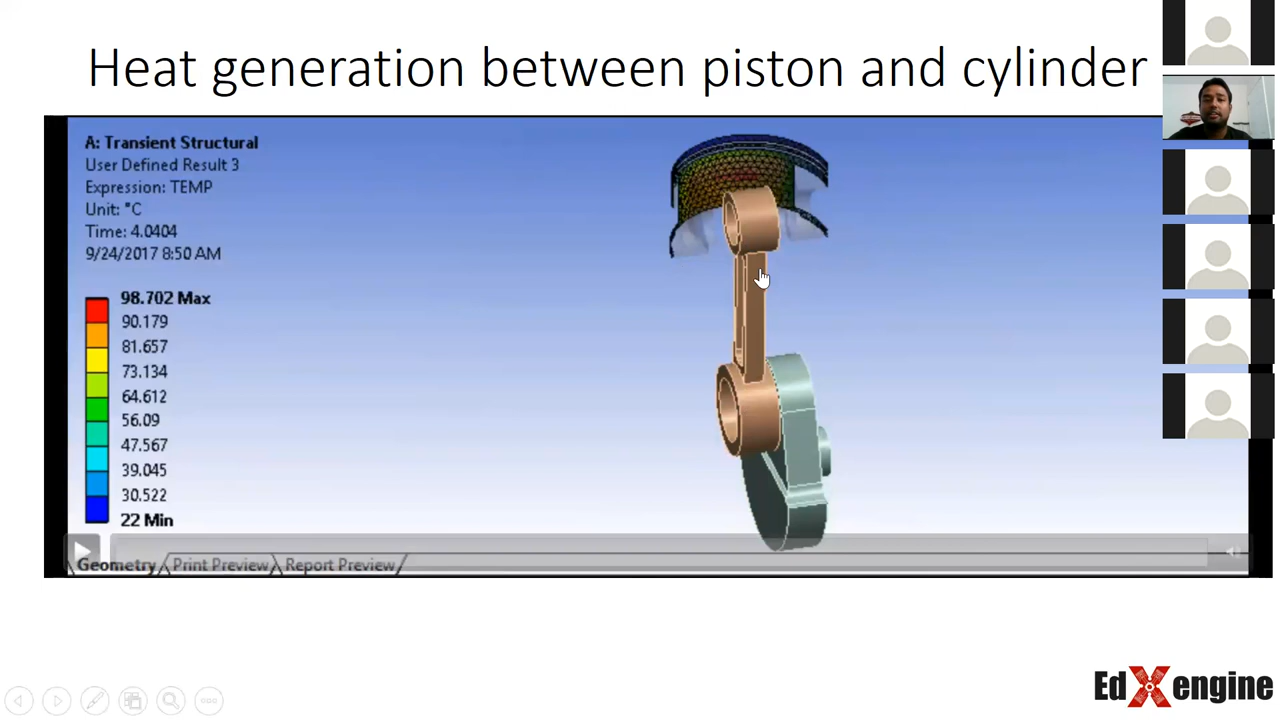 Heat generation between piston and cylinder
A: Transient Structural
User Defined Result 3
Expression: TEMP
Unit: °C
Time: 4.0404
9/24/2017 8:50 AM
98.702 Max
90.179
81.657
73.134
64.612
56.09
47.567
39.045
30.522
22 Min
Geometry Print Preview Report Preview
Ed X engine